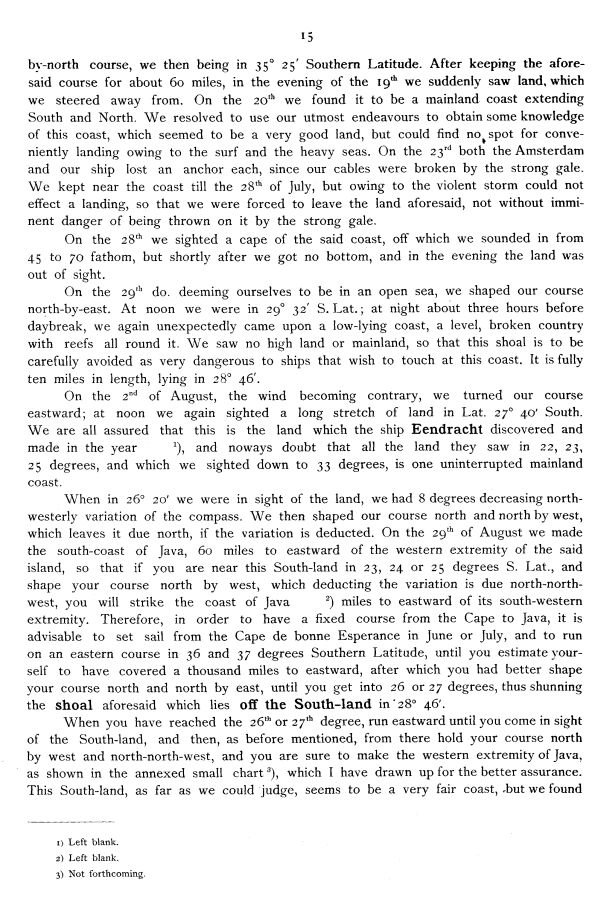 15
by-north course, we then being in 35° 25′ Southern Latitude. After keeping the afore-
said course for about 60 miles, in the evening of the 19th we suddenly saw land, which
we steered away from. On the 20th we found it to be a mainland coast extending
South and North. We resolved to use our utmost endeavours to obtain some knowledge
of this coast, which seemed to be a very good land, but could find no spot for conve-
niently landing owing to the surf and the heavy seas. On the 23rd both the Amsterdam
and our ship lost an anchor each, since our cables were broken by the strong gale.
We kept near the coast till the 28th of July, but owing to the violent storm could not
effect a landing, so that we were forced to leave the land aforesaid, not without immi-
nent danger of being thrown on it by the strong gale.
On the 28th we sighted a cape of the said coast, off which we sounded in from
45 to 70 fathom, but shortly after we got no bottom, and in the evening the land was
out of sight.
On the 29th do. deeming ourselves to be in an open sea, we shaped our course
north-by-east. At noon we were in 29° 32′ S. Lat.; at night about three hours before
daybreak, we again unexpectedly came upon a low-lying coast, a level, broken country
with reefs all round it. We saw no high land or mainland, so that this shoal is to be
carefully avoided as very dangerous to ships that wish to touch at this coast. It is fully
ten miles in length, lying in 28° 46′.
On the 2nd of August, the wind becoming contrary, we turned our course
eastward; at noon we again sighted a long stretch of land in Lat. 27° 40′ South.
We are all assured that this is the land which the ship Eendracht discovered and
made in the year 1), and noways doubt that all the land they saw in 22, 23,
25 degrees, and which we sighted down to 33 degrees, is one uninterrupted mainland
coast.
When in 26° 20′ we were in sight of the land, we had 8 degrees decreasing north-
westerly variation of the compass. We then shaped our course north and north by west,
which leaves it due north, if the variation is deducted. On the 29th of August we made
the south-coast of Java, 60 miles to eastward of the western extremity of the said
island, so that if you are near this South-land in 23, 24 or 25 degrees S. Lat., and
shape your course north by west, which deducting the variation is due north-north-
west, you will strike the coast of Java 2) miles to eastward of its south-western
extremity. Therefore, in order to have a fixed course from the Cape to Java, it is
advisable to set sail from the Cape de bonne Esperance in June or July, and to run
on an eastern course in 36 and 37 degrees Southern Latitude, until you estimate your-
self to have covered a thousand miles to eastward, after which you had better shape
your course north and north by east, until you get into 26 or 27 degrees, thus shunning
the shoal aforesaid which lies off the South-land in 28° 46′.
When you have reached the 26th or 27th degree, run eastward until you come in sight
of the South-land, and then, as before mentioned, from there hold your course north
by west and north-north-west, and you are sure to make the western extremity of Java,
as shown in the annexed small chart 3), which I have drawn up for the better assurance.
This South-land, as far as we could judge, seems to be a very fair coast, but we found
1) Left blank.
2) Left blank.
3) Not forthcoming.